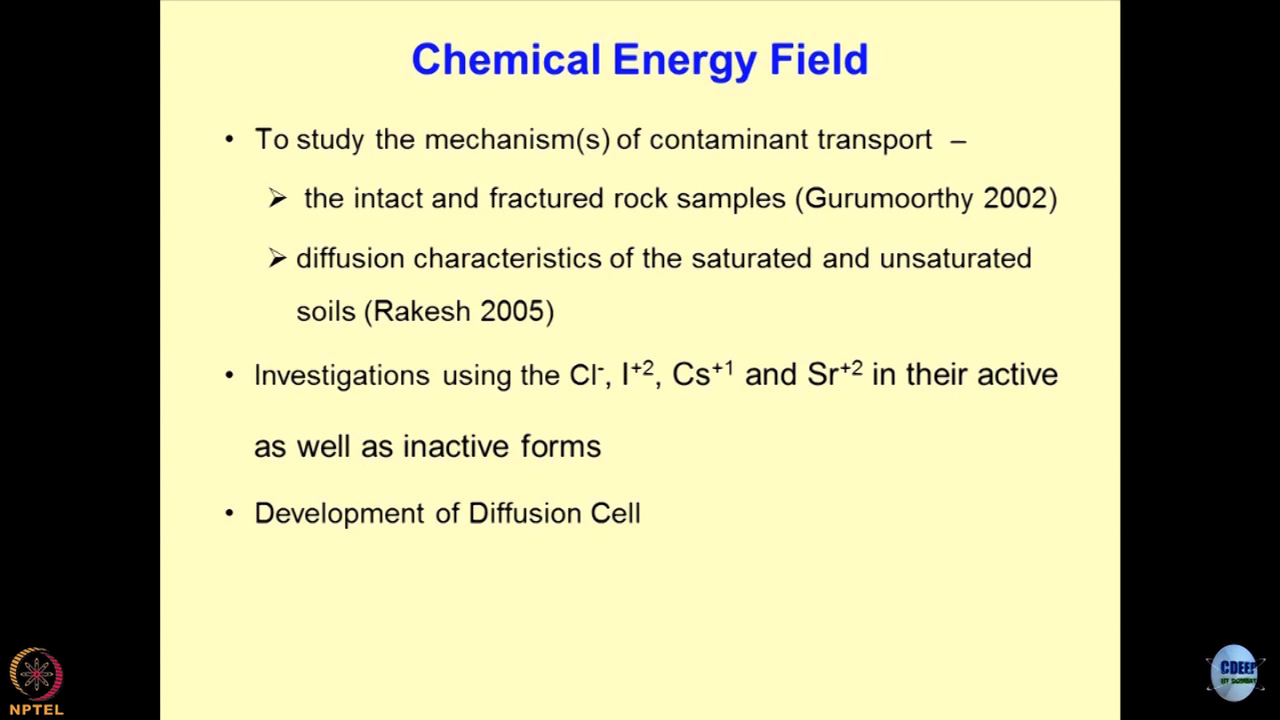 Chemical Energy Field
• To study the mechanism(s) of contaminant transport –
➢ the intact and fractured rock samples (Gurumoorthy 2002)
➢ diffusion characteristics of the saturated and unsaturated
soils (Rakesh 2005)
• Investigations using the Cl⁻, I⁺², Cs⁺¹ and Sr⁺² in their active
as well as inactive forms
• Development of Diffusion Cell
NPTEL
CDEEP
IIT BOMBAY